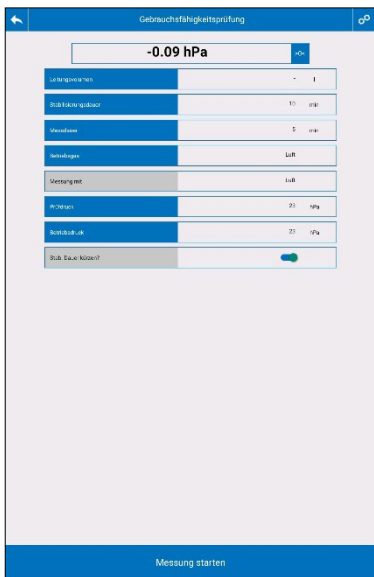 Gebrauchsfähigkeitsprüfung
-0.09 hPa >0<
Leitungsvolumen - l
Stabilisierungsdauer 10 min
Messdauer 5 min
Betriebsgas Luft
Messung mit Luft
Prüfdruck 23 hPa
Betriebsdruck 23 hPa
Stab. Dauer kürzen?
Messung starten